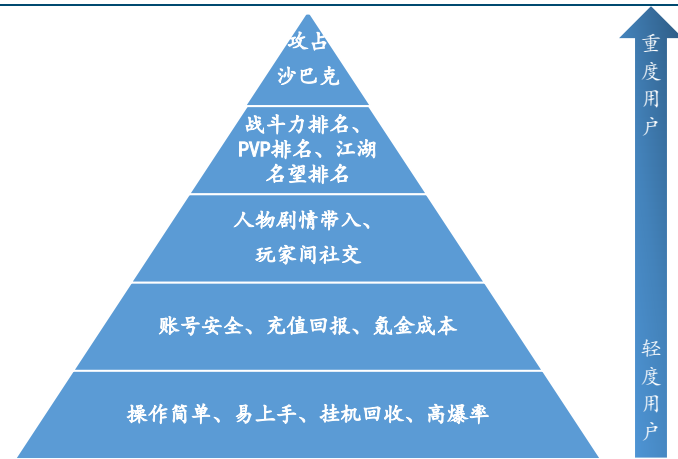 攻占
沙巴克
战斗力排名、
PVP排名、江湖
名望排名
人物剧情带入、
玩家间社交
账号安全、充值回报、氪金成本
操作简单、易上手、挂机回收、高爆率
重度用户
轻度用户